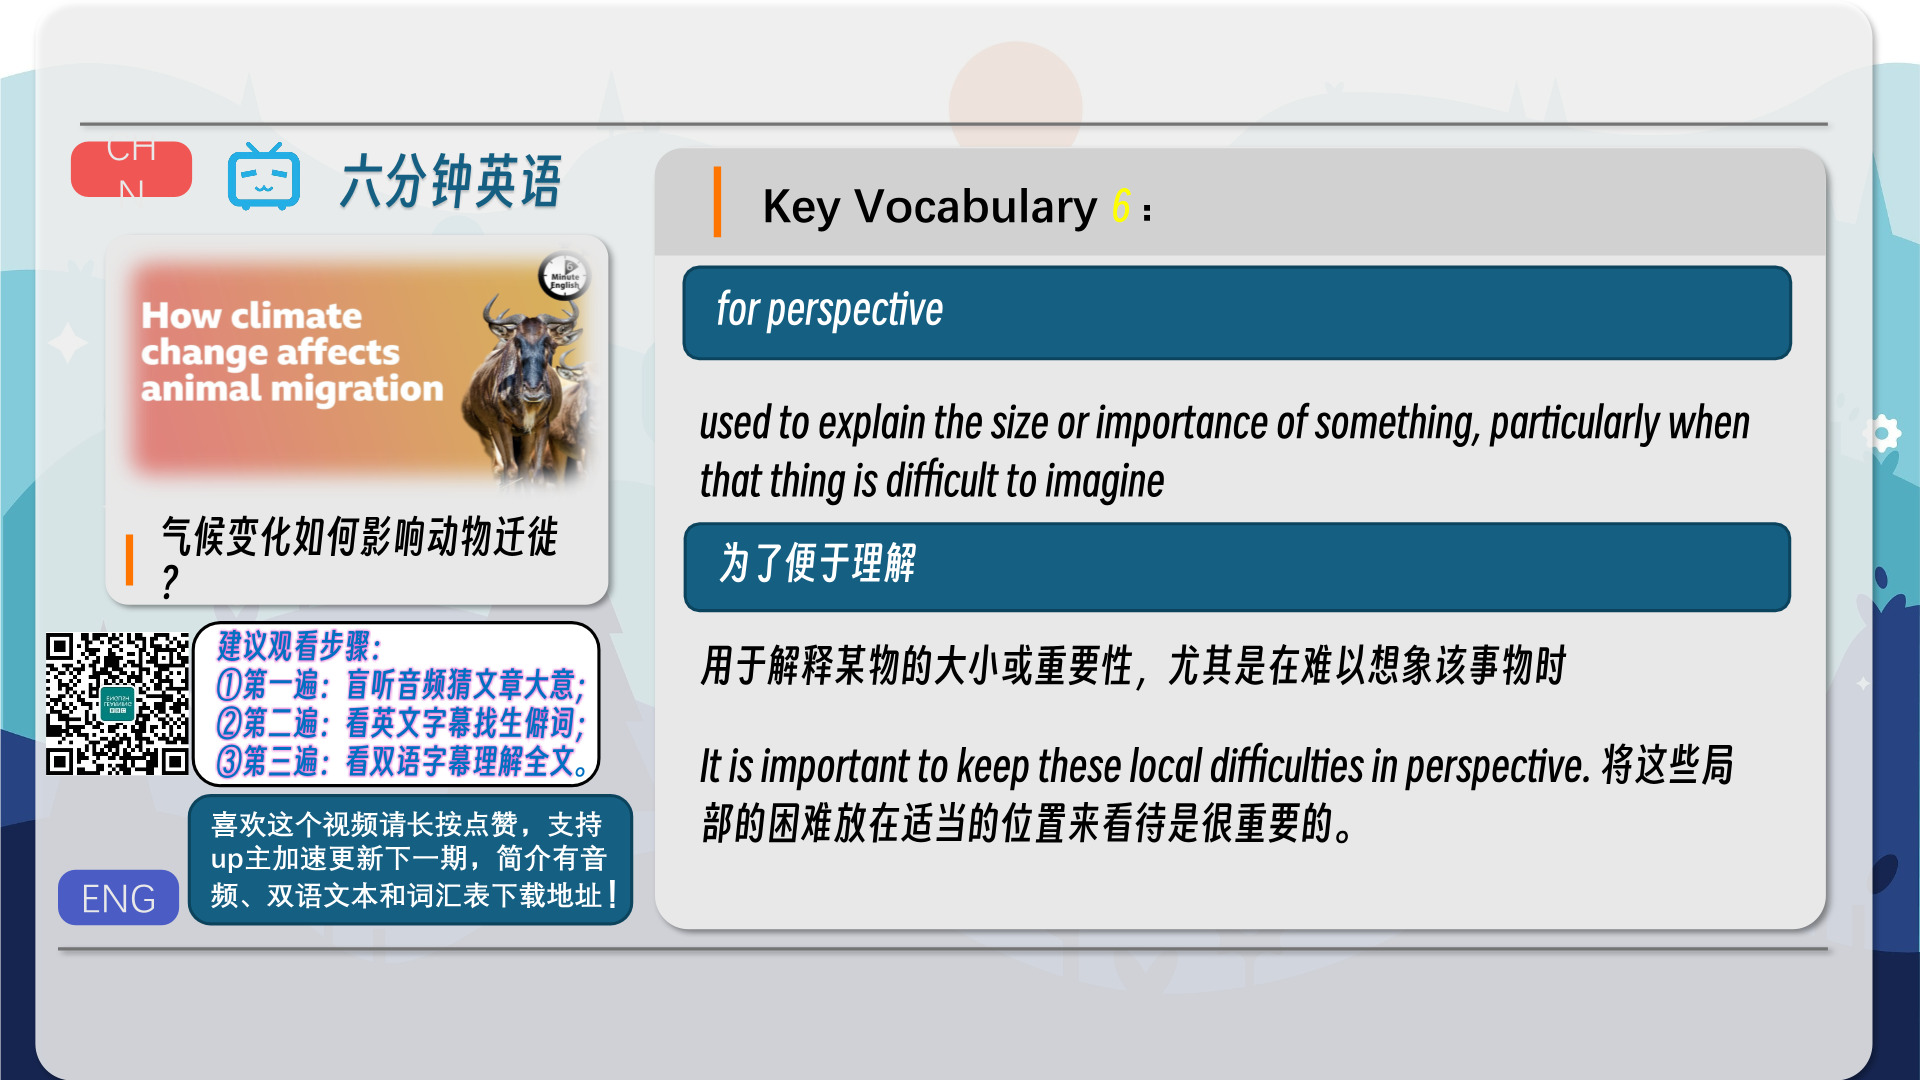 CH
N
六分钟英语
6
Minute
English
How climate
change affects
animal migration
气候变化如何影响动物迁徙
?
建议观看步骤：
①第一遍：盲听音频猜文章大意；
②第二遍：看英文字幕找生僻词；
③第三遍：看双语字幕理解全文。
喜欢这个视频请长按点赞，支持
up主加速更新下一期，简介有音
频、双语文本和词汇表下载地址！
ENG
Key Vocabulary 6：
for perspective
used to explain the size or importance of something, particularly when
that thing is difficult to imagine
为了便于理解
用于解释某物的大小或重要性，尤其是在难以想象该事物时
It is important to keep these local difficulties in perspective. 将这些局
部的困难放在适当的位置来看待是很重要的。